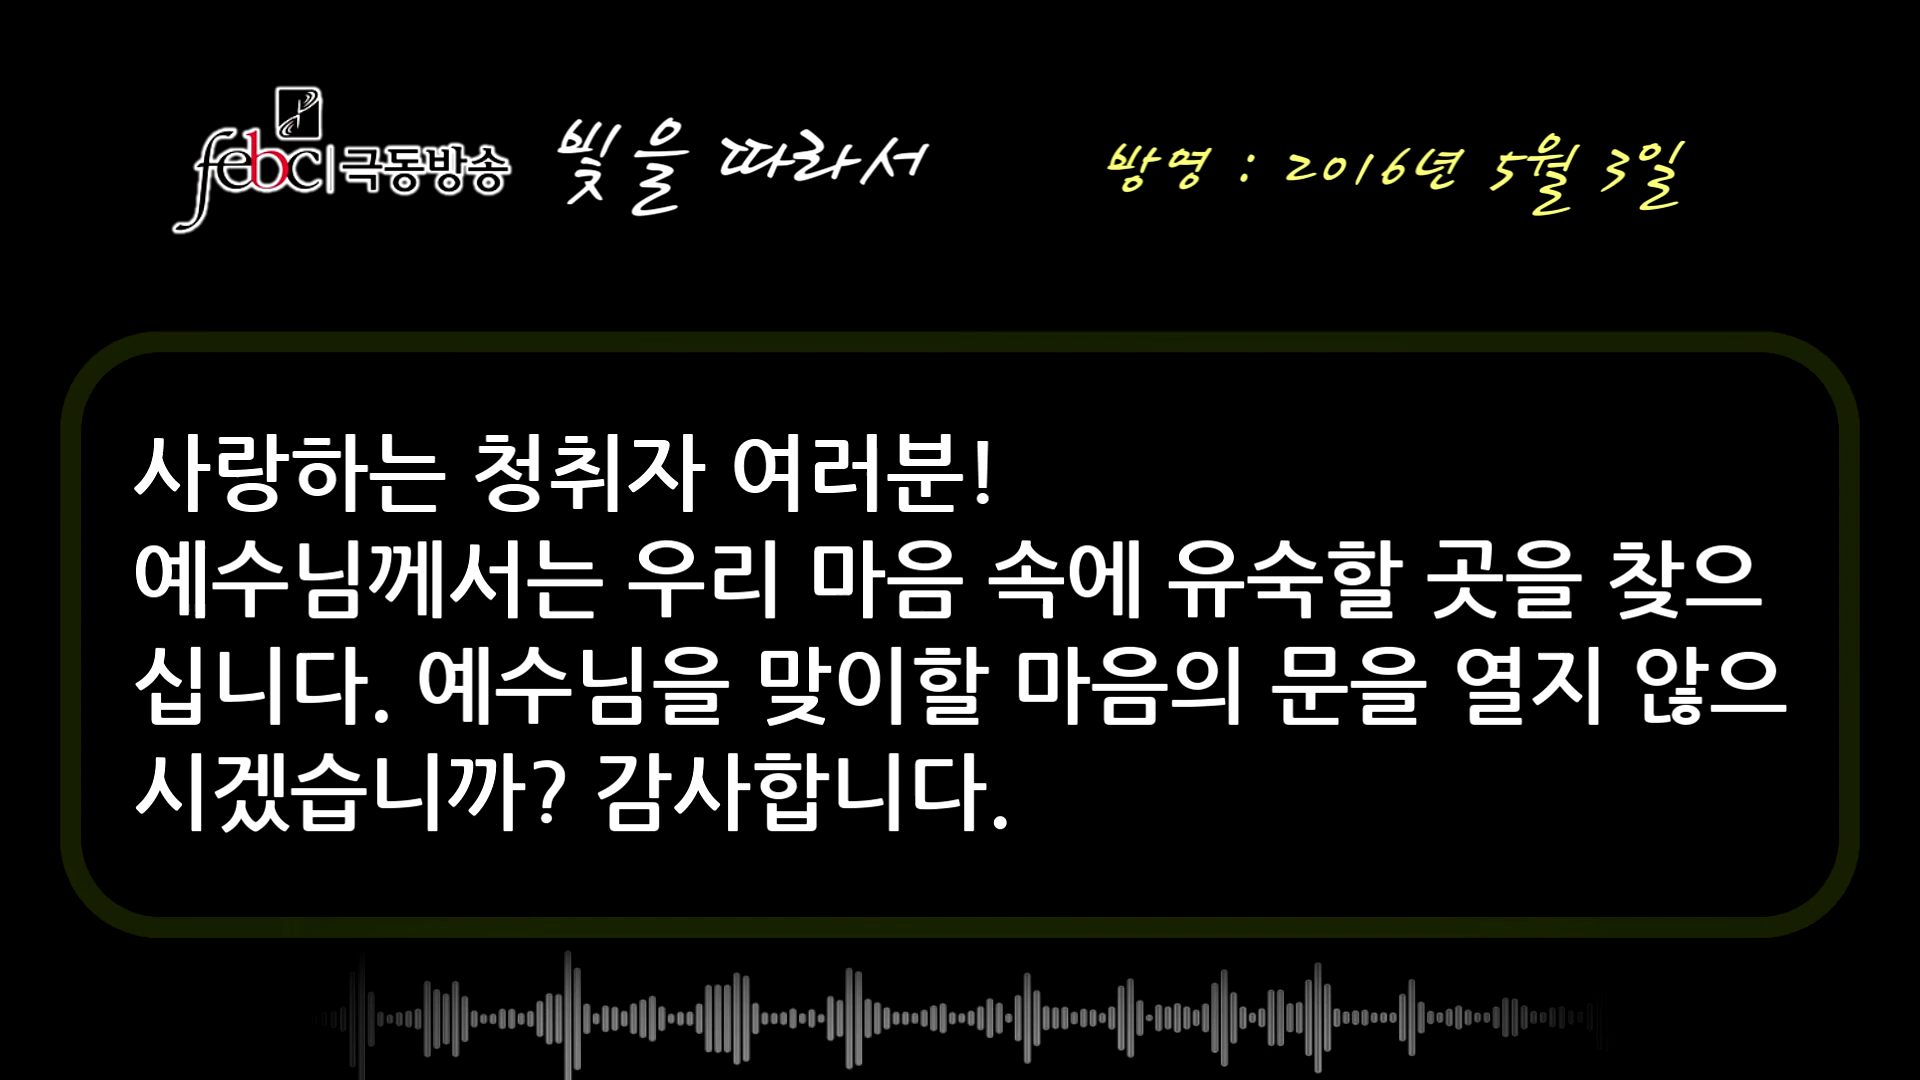 febc 극동방송 빛을 따라서 방영 : 2016년 5월 3일
사랑하는 청취자 여러분!
예수님께서는 우리 마음 속에 유숙할 곳을 찾으
십니다. 예수님을 맞이할 마음의 문을 열지 않으
시겠습니까? 감사합니다.